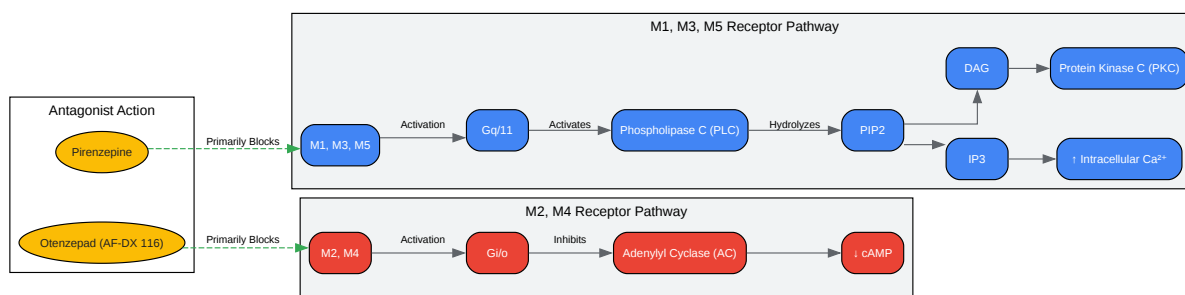 M1, M3, M5 Receptor Pathway
DAG
Protein Kinase C (PKC)
Antagonist Action
Pirenzepine
Primarily Blocks
M1, M3, M5
Activation
Gq/11
Activates
Phospholipase C (PLC)
Hydrolyzes
PIP2
IP3
↑ Intracellular Ca²⁺
M2, M4 Receptor Pathway
Otenzepad (AF-DX 116)
Primarily Blocks
M2, M4
Activation
Gi/o
Inhibits
Adenylyl Cyclase (AC)
↓ cAMP